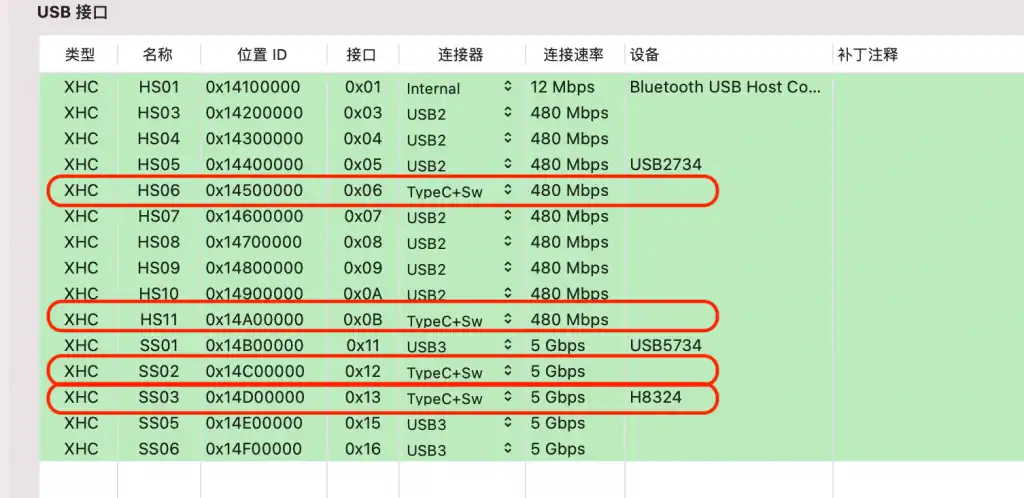 USB 接口
类型 名称 位置 ID 接口 连接器 连接速率 设备 补丁注释
XHC HS01 0x14100000 0x01 Internal 12 Mbps Bluetooth USB Host Co...
XHC HS03 0x14200000 0x03 USB2 480 Mbps
XHC HS04 0x14300000 0x04 USB2 480 Mbps
XHC HS05 0x14400000 0x05 USB2 480 Mbps USB2734
XHC HS06 0x14500000 0x06 TypeC+Sw 480 Mbps
XHC HS07 0x14600000 0x07 USB2 480 Mbps
XHC HS08 0x14700000 0x08 USB2 480 Mbps
XHC HS09 0x14800000 0x09 USB2 480 Mbps
XHC HS10 0x14900000 0x0A USB2 480 Mbps
XHC HS11 0x14A00000 0x0B TypeC+Sw 480 Mbps
XHC SS01 0x14B00000 0x11 USB3 5 Gbps USB5734
XHC SS02 0x14C00000 0x12 TypeC+Sw 5 Gbps
XHC SS03 0x14D00000 0x13 TypeC+Sw 5 Gbps H8324
XHC SS05 0x14E00000 0x15 USB3 5 Gbps
XHC SS06 0x14F00000 0x16 USB3 5 Gbps